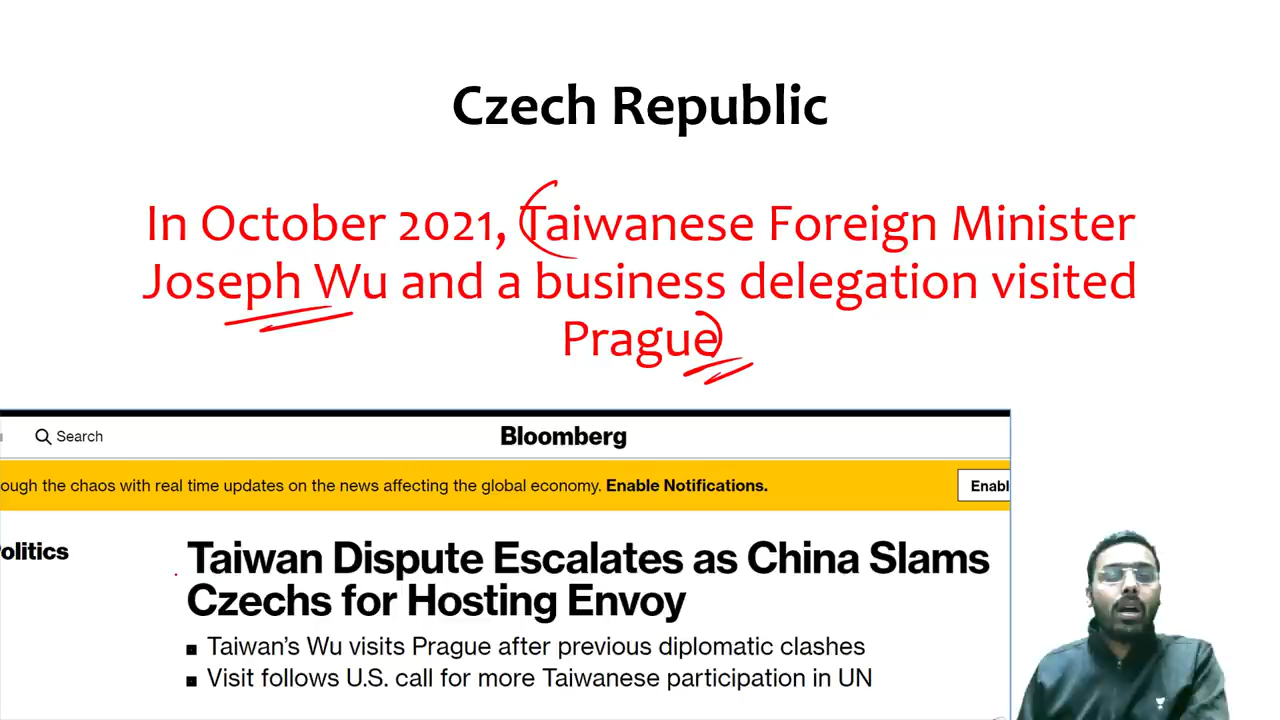 Czech Republic
In October 2021, Taiwanese Foreign Minister
Joseph Wu and a business delegation visited
Prague
Search
Bloomberg
ough the chaos with real time updates on the news affecting the global economy. Enable Notifications.
Enabl
olitics
Taiwan Dispute Escalates as China Slams
Czechs for Hosting Envoy
Taiwan’s Wu visits Prague after previous diplomatic clashes
Visit follows U.S. call for more Taiwanese participation in UN